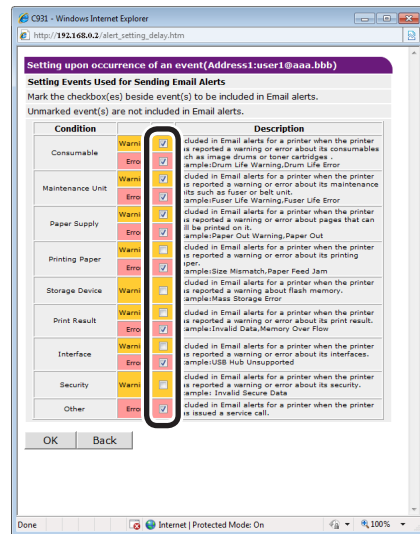 C931 - Windows Internet Explorer
http://192.168.0.2/alert_setting_delay.htm
Setting upon occurrence of an event(Address1:user1@aaa.bbb)
Setting Events Used for Sending Email Alerts
Mark the checkbox(es) beside event(s) to be included in Email alerts.
Unmarked event(s) are not included in Email alerts.
Condition Description
Consumable
Warni
Erro
cluded in Email alerts for a printer when the printer
s reported a warning or error about its consumables
ch as image drums or toner cartridges .
ample:Drum Life Warning,Drum Life Error
Maintenance Unit
Warni
Erro
cluded in Email alerts for a printer when the printer
s reported a warning or error about its maintenance
its such as fuser or belt unit.
ample:Fuser Life Warning,Fuser Life Error
Paper Supply
Warni
Erro
cluded in Email alerts for a printer when the printer
s reported a warning or error about pages that can
ll be printed on it.
ample:Paper Out Warning,Paper Out
Printing Paper
Warni
Erro
cluded in Email alerts for a printer when the printer
s reported a warning or error about its printing
per.
ample:Size Mismatch,Paper Feed Jam
Storage Device
Warni
cluded in Email alerts for a printer when the printer
s reported a warning about flash memory.
ample:Mass Storage Error
Print Result
Warni
Erro
cluded in Email alerts for a printer when the printer
s reported a warning or error about its print result.
ample:Invalid Data,Memory Over Flow
Interface
Warni
Erro
cluded in Email alerts for a printer when the printer
s reported a warning or error about its interfaces.
ample:USB Hub Unsupported
Security
Warni
cluded in Email alerts for a printer when the printer
s reported a warning or error about its security.
ample: Invalid Secure Data
Other
Erro
cluded in Email alerts for a printer when the printer
s issued a service call.
OK Back
Done Internet | Protected Mode: On 100%